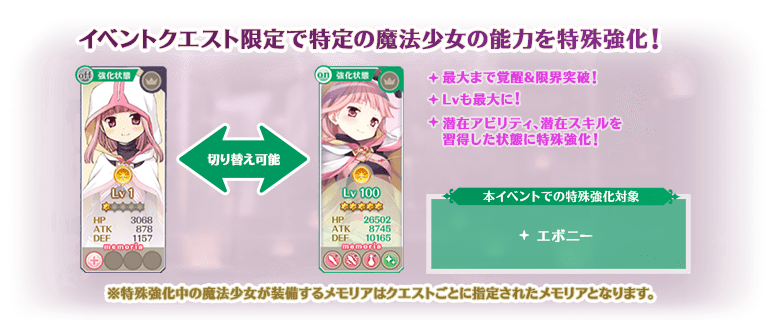 イベントクエスト限定で特定の魔法少女の能力を特殊強化!
off 強化状態
Lv 1
HP 3068
ATK 878
DEF 1157
memoria
切り替え可能
on 強化状態
Lv 100
HP 26502
ATK 8745
DEF 10165
memoria
最大まで覚醒&限界突破!
Lvも最大に!
潜在アビリティ、潜在スキルを
習得した状態に特殊強化!
本イベントでの特殊強化対象
エボニー
※特殊強化中の魔法少女が装備するメモリアはクエストごとに指定されたメモリアとなります。